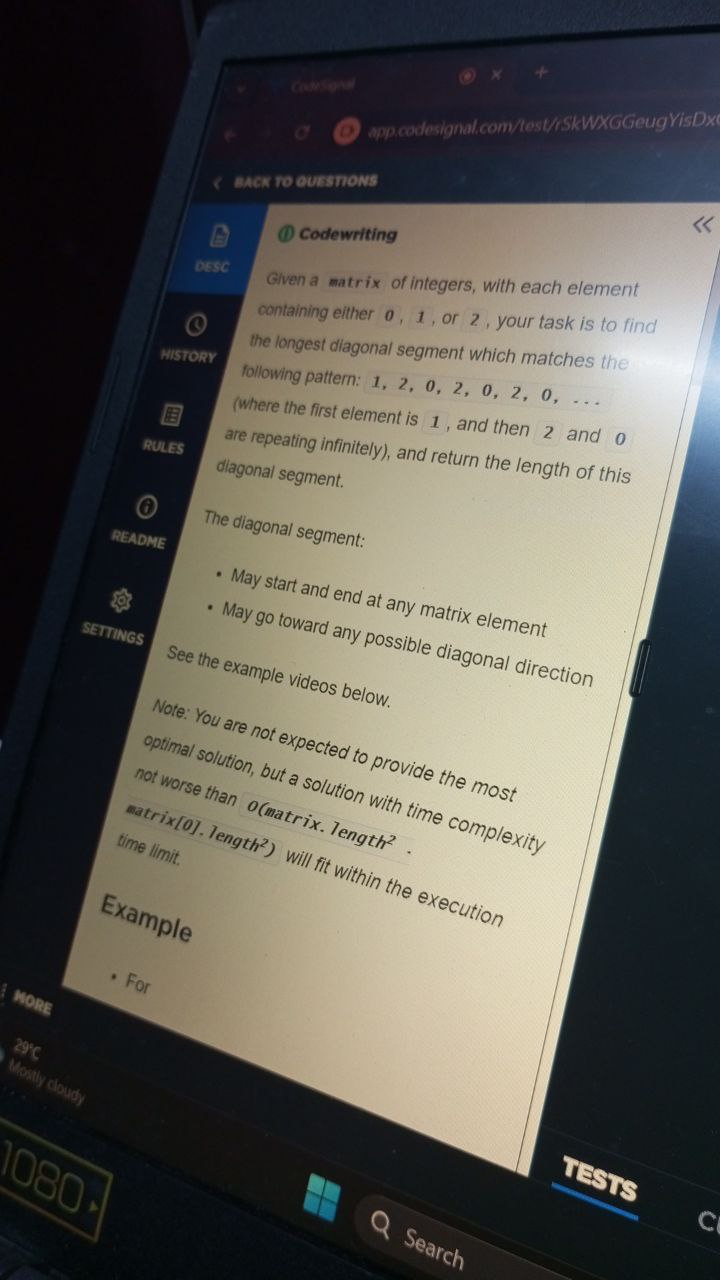 CodeSignal
app.codesignal.com/test/rSkWXGGeugYisDx
BACK TO QUESTIONS
DESC
HISTORY
RULES
README
SETTINGS
MORE
Codewriting
Given a matrix of integers, with each element
containing either 0, 1, or 2, your task is to find
the longest diagonal segment which matches the
following pattern: 1, 2, 0, 2, 0, 2, 0, ...
(where the first element is 1, and then 2 and 0
are repeating infinitely), and return the length of this
diagonal segment.
The diagonal segment:
• May start and end at any matrix element
• May go toward any possible diagonal direction
See the example videos below.
Note: You are not expected to provide the most
optimal solution, but a solution with time complexity
not worse than O(matrix.length² ·
matrix[0].length²) will fit within the execution
time limit.
Example
• For
TESTS
29°C
Mostly cloudy
Search
1080